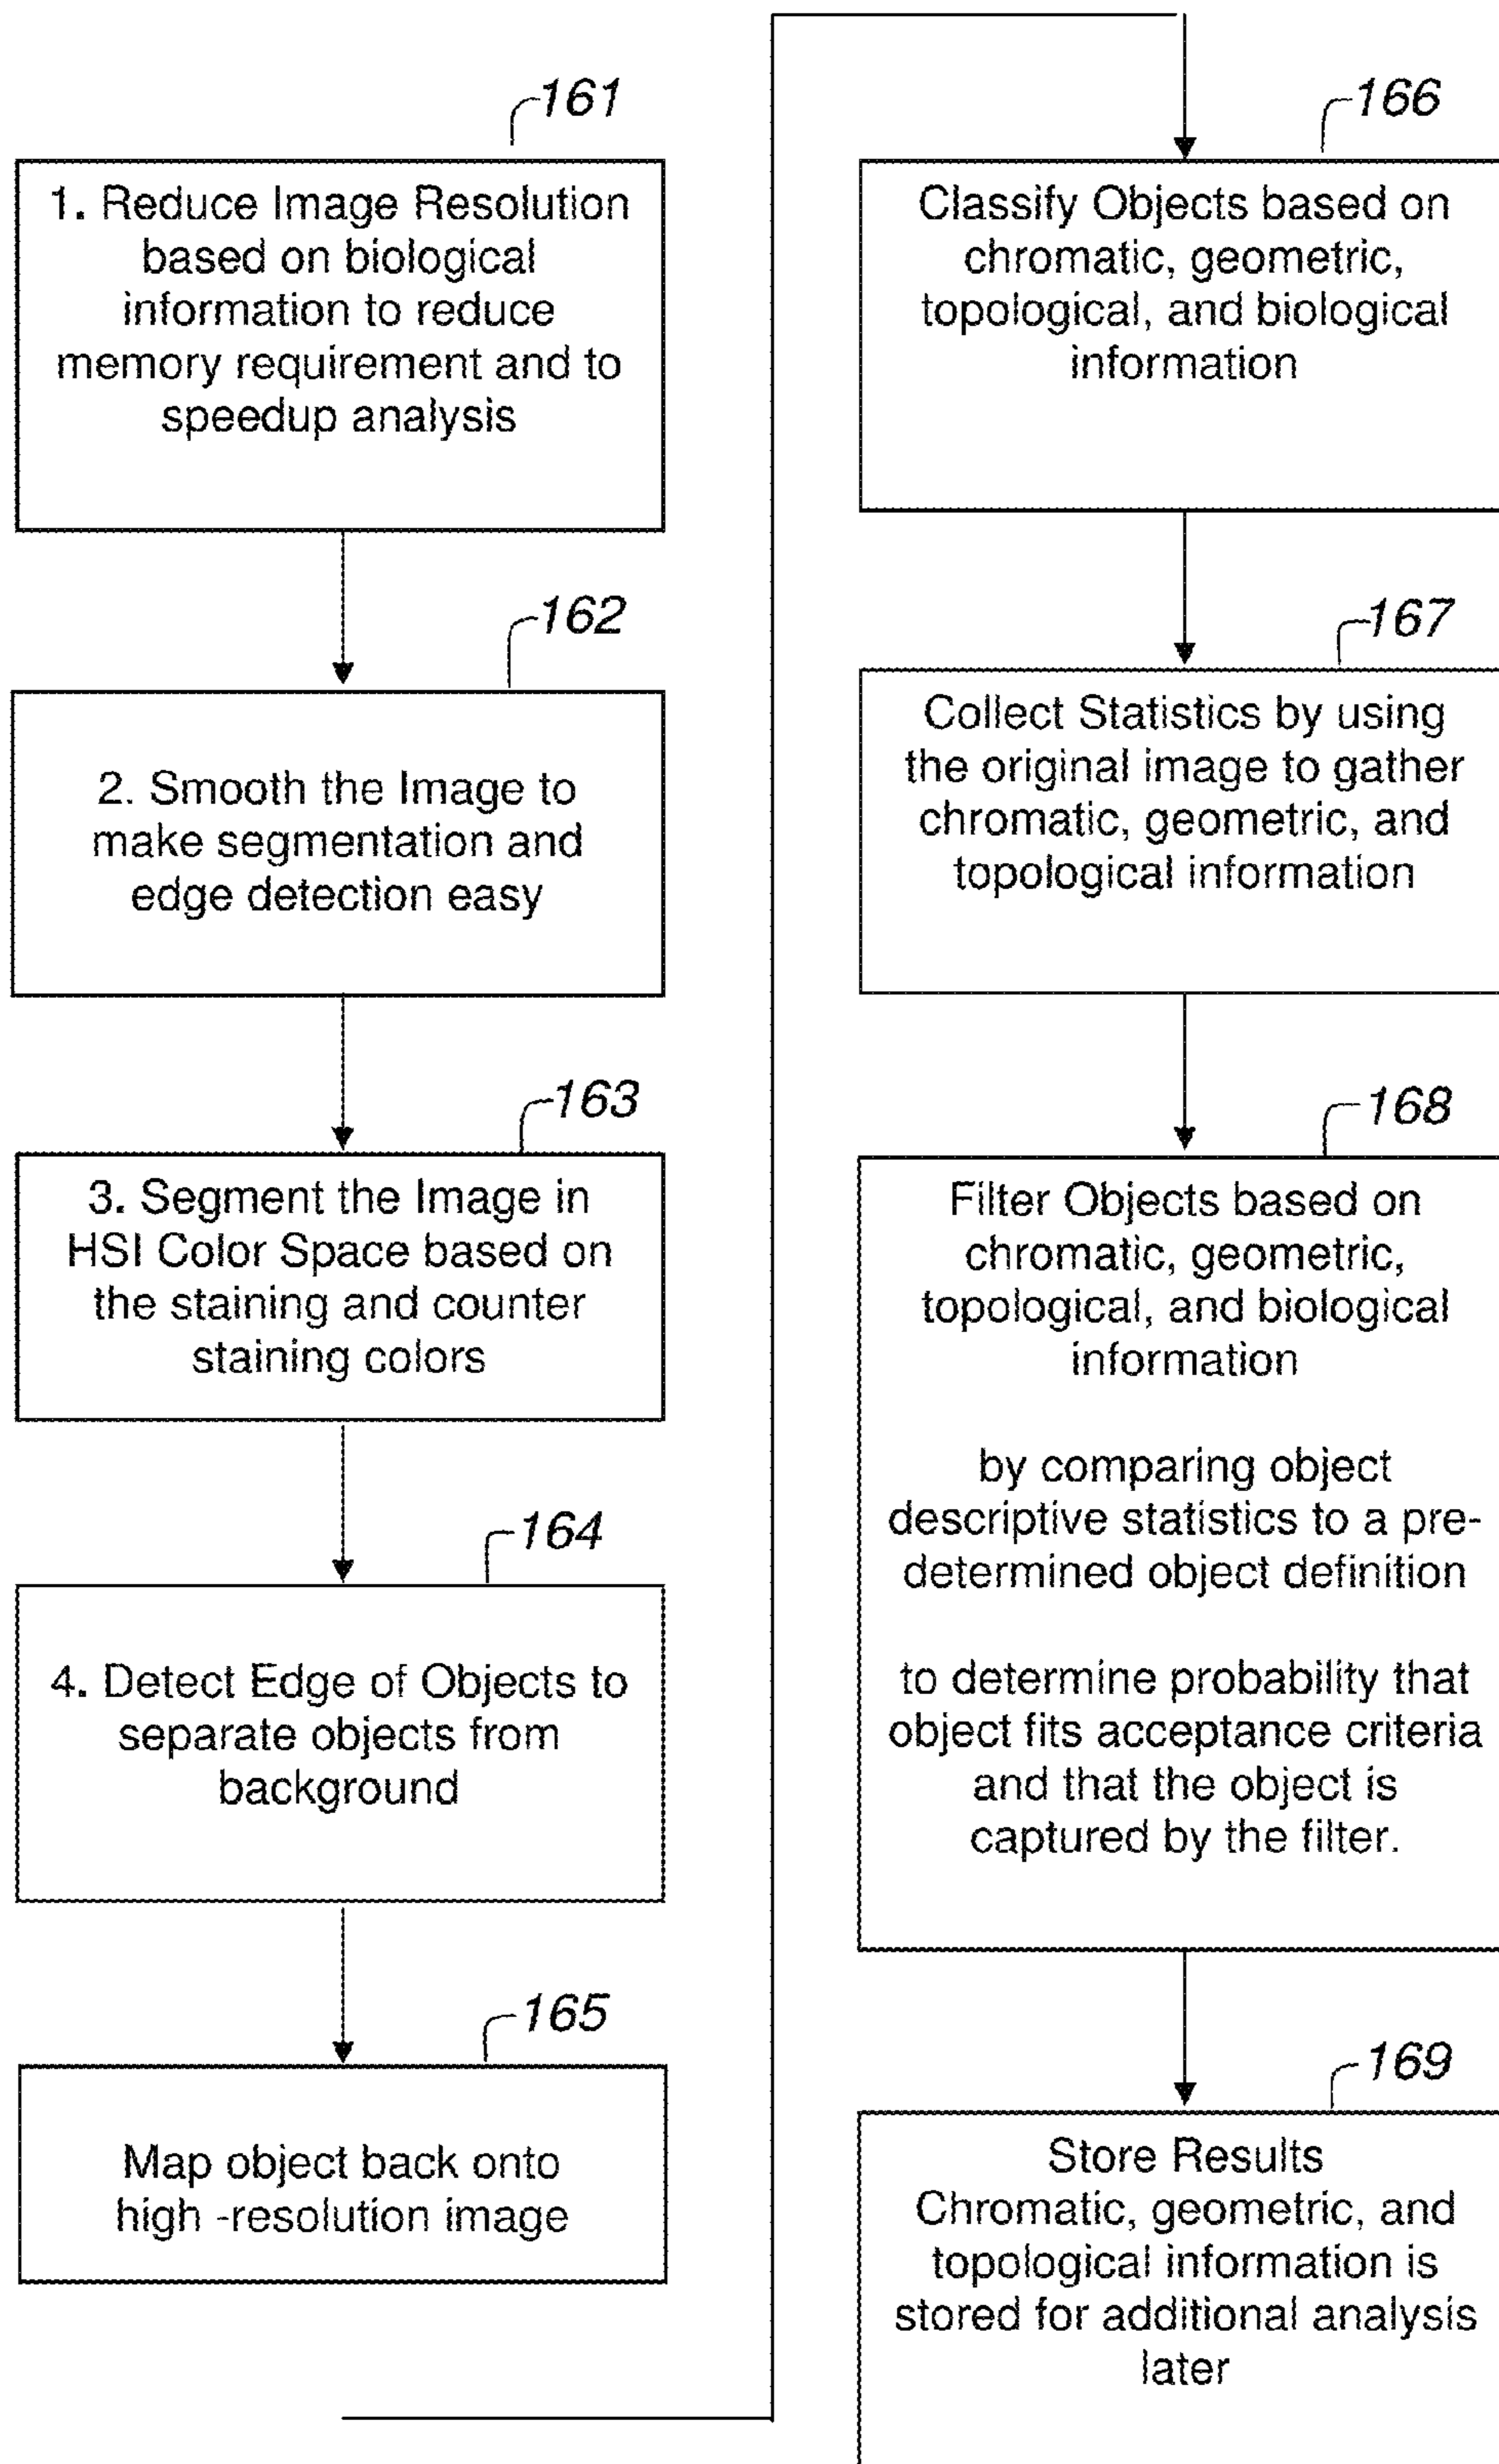 161
1. Reduce Image Resolution
based on biological
information to reduce
memory requirement and to
speedup analysis
162
2. Smooth the Image to
make segmentation and
edge detection easy
163
3. Segment the Image in
HSI Color Space based on
the staining and counter
staining colors
164
4. Detect Edge of Objects to
separate objects from
background
165
Map object back onto
high -resolution image
166
Classify Objects based on
chromatic, geometric,
topological, and biological
information
167
Collect Statistics by using
the original image to gather
chromatic, geometric, and
topological information
168
Filter Objects based on
chromatic, geometric,
topological, and biological
information
by comparing object
descriptive statistics to a pre-
determined object definition
to determine probability that
object fits acceptance criteria
and that the object is
captured by the filter.
169
Store Results
Chromatic, geometric, and
topological information is
stored for additional analysis
later